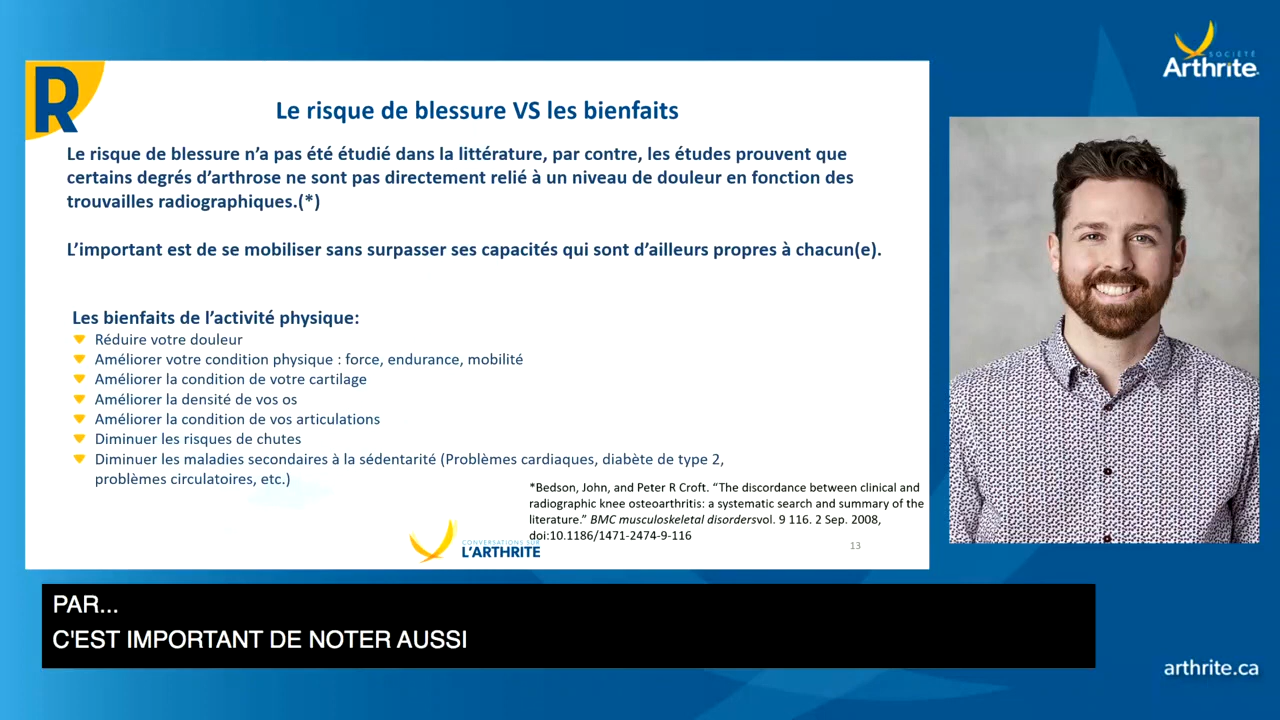 SOCIÉTÉ
Arthrite
R
Le risque de blessure VS les bienfaits
Le risque de blessure n’a pas été étudié dans la littérature, par contre, les études prouvent que
certains degrés d’arthrose ne sont pas directement relié à un niveau de douleur en fonction des
trouvailles radiographiques.(*)
L’important est de se mobiliser sans surpasser ses capacités qui sont d’ailleurs propres à chacun(e).
Les bienfaits de l’activité physique:
Réduire votre douleur
Améliorer votre condition physique : force, endurance, mobilité
Améliorer la condition de votre cartilage
Améliorer la densité de vos os
Améliorer la condition de vos articulations
Diminuer les risques de chutes
Diminuer les maladies secondaires à la sédentarité (Problèmes cardiaques, diabète de type 2,
problèmes circulatoires, etc.)
*Bedson, John, and Peter R Croft. “The discordance between clinical and
radiographic knee osteoarthritis: a systematic search and summary of the
literature.” BMC musculoskeletal disordersvol. 9 116. 2 Sep. 2008,
doi:10.1186/1471-2474-9-116
CONVERSATIONS SUR
L’ARTHRITE
13
PAR...
C'EST IMPORTANT DE NOTER AUSSI
arthrite.ca